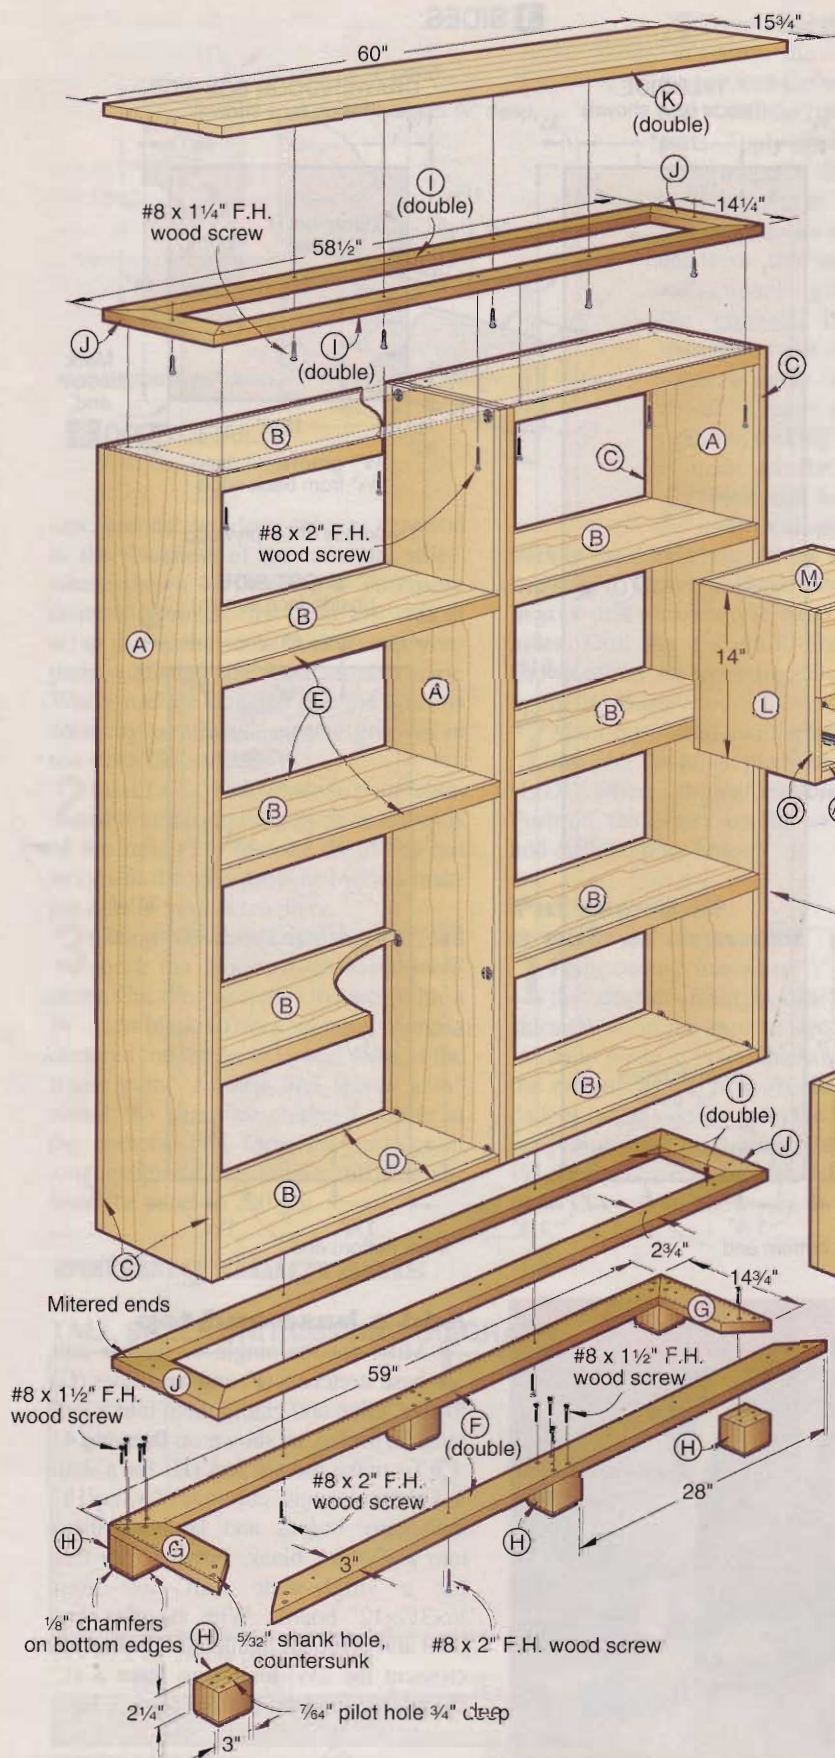 15¾"
60"
K
(double)
J
I
(double)
14¼"
#8 x 1¼" F.H.
wood screw
58½"
J
I
(double)
C
B
A
C
#8 x 2" F.H.
wood screw
B
M
B
A
14"
E
A
L
B
B
O
B
B
B
I
(double)
J
D
B
C
2¾"
14¾"
Mitered ends
G
59"
#8 x 1½" F.H.
wood screw
J
#8 x 1½" F.H.
wood screw
F
(double)
H
#8 x 2" F.H.
wood screw
28"
H
H
G
3"
⅛" chamfers
on bottom edges
H
5/32" shank hole,
countersunk
#8 x 2" F.H. wood screw
2¼"
7/64" pilot hole ¾" deep
3"